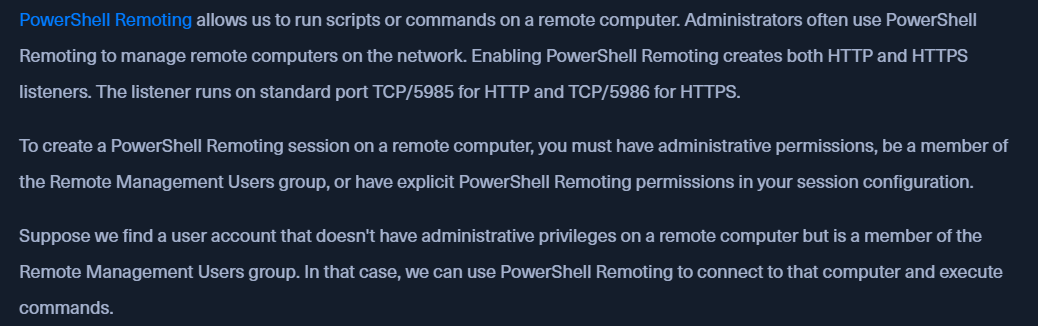 PowerShell Remoting allows us to run scripts or commands on a remote computer. Administrators often use PowerShell
Remoting to manage remote computers on the network. Enabling PowerShell Remoting creates both HTTP and HTTPS
listeners. The listener runs on standard port TCP/5985 for HTTP and TCP/5986 for HTTPS.
To create a PowerShell Remoting session on a remote computer, you must have administrative permissions, be a member of
the Remote Management Users group, or have explicit PowerShell Remoting permissions in your session configuration.
Suppose we find a user account that doesn't have administrative privileges on a remote computer but is a member of the
Remote Management Users group. In that case, we can use PowerShell Remoting to connect to that computer and execute
commands.